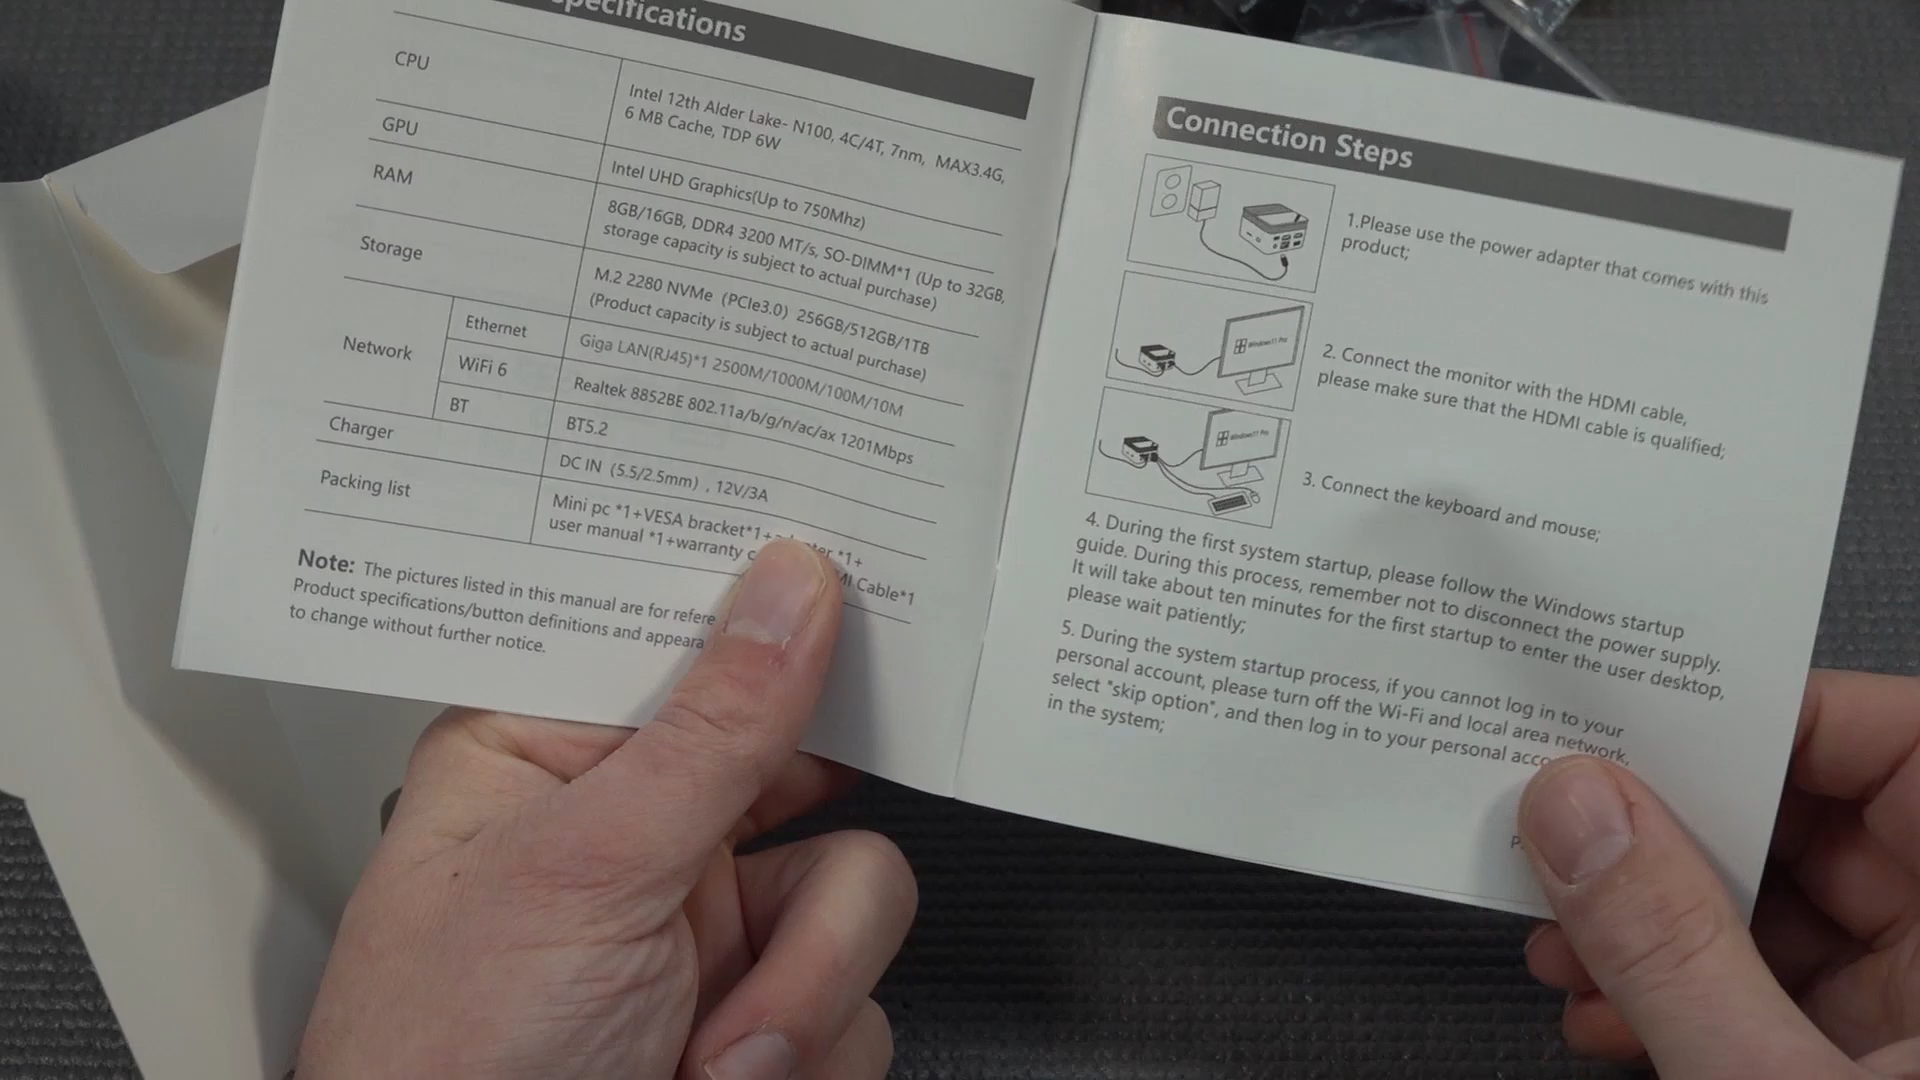 pecifications
CPU
Intel 12th Alder Lake- N100, 4C/4T, 7nm, MAX3.4G,
6 MB Cache, TDP 6W
GPU
Intel UHD Graphics(Up to 750Mhz)
RAM
8GB/16GB, DDR4 3200 MT/s, SO-DIMM*1 (Up to 32GB,
storage capacity is subject to actual purchase)
Storage
M.2 2280 NVMe (PCIe3.0) 256GB/512GB/1TB
(Product capacity is subject to actual purchase)
Network
Ethernet
Giga LAN(RJ45)*1 2500M/1000M/100M/10M
WiFi 6
Realtek 8852BE 802.11a/b/g/n/ac/ax 1201Mbps
BT
BT5.2
Charger
DC IN (5.5/2.5mm) , 12V/3A
Packing list
Mini pc *1+VESA bracket*1+ *1+
user manual *1+warranty Cable*1
Note: The pictures listed in this manual are for refere
Product specifications/button definitions and appeara
to change without further notice.
Connection Steps
1.Please use the power adapter that comes with this
product;
Windows11 Pro
2. Connect the monitor with the HDMI cable,
please make sure that the HDMI cable is qualified;
Windows11 Pro
3. Connect the keyboard and mouse;
4. During the first system startup, please follow the Windows startup
guide. During this process, remember not to disconnect the power supply.
It will take about ten minutes for the first startup to enter the user desktop,
please wait patiently;
5. During the system startup process, if you cannot log in to your
personal account, please turn off the Wi-Fi and local area network,
select "skip option", and then log in to your personal acco
in the system;